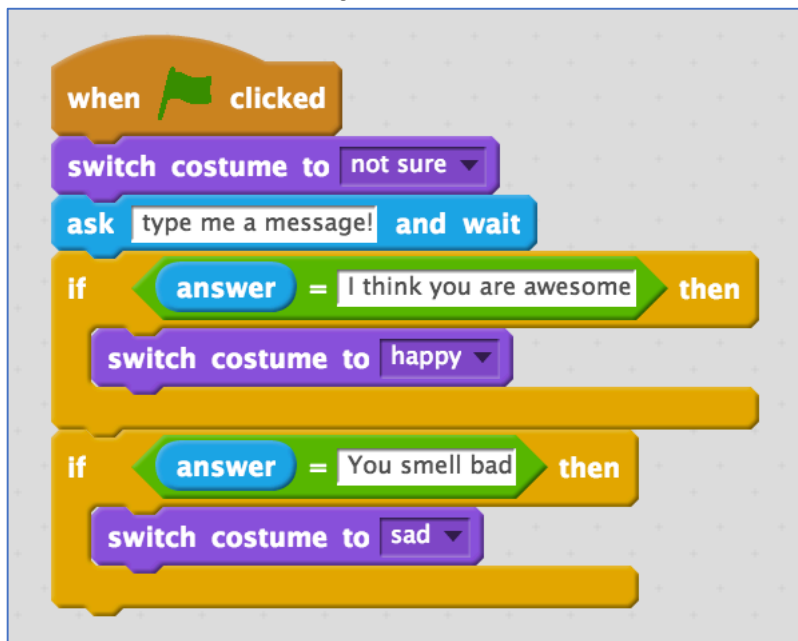 when clicked
switch costume to not sure
ask type me a message! and wait
if answer = I think you are awesome then
switch costume to happy
if answer = You smell bad then
switch costume to sad